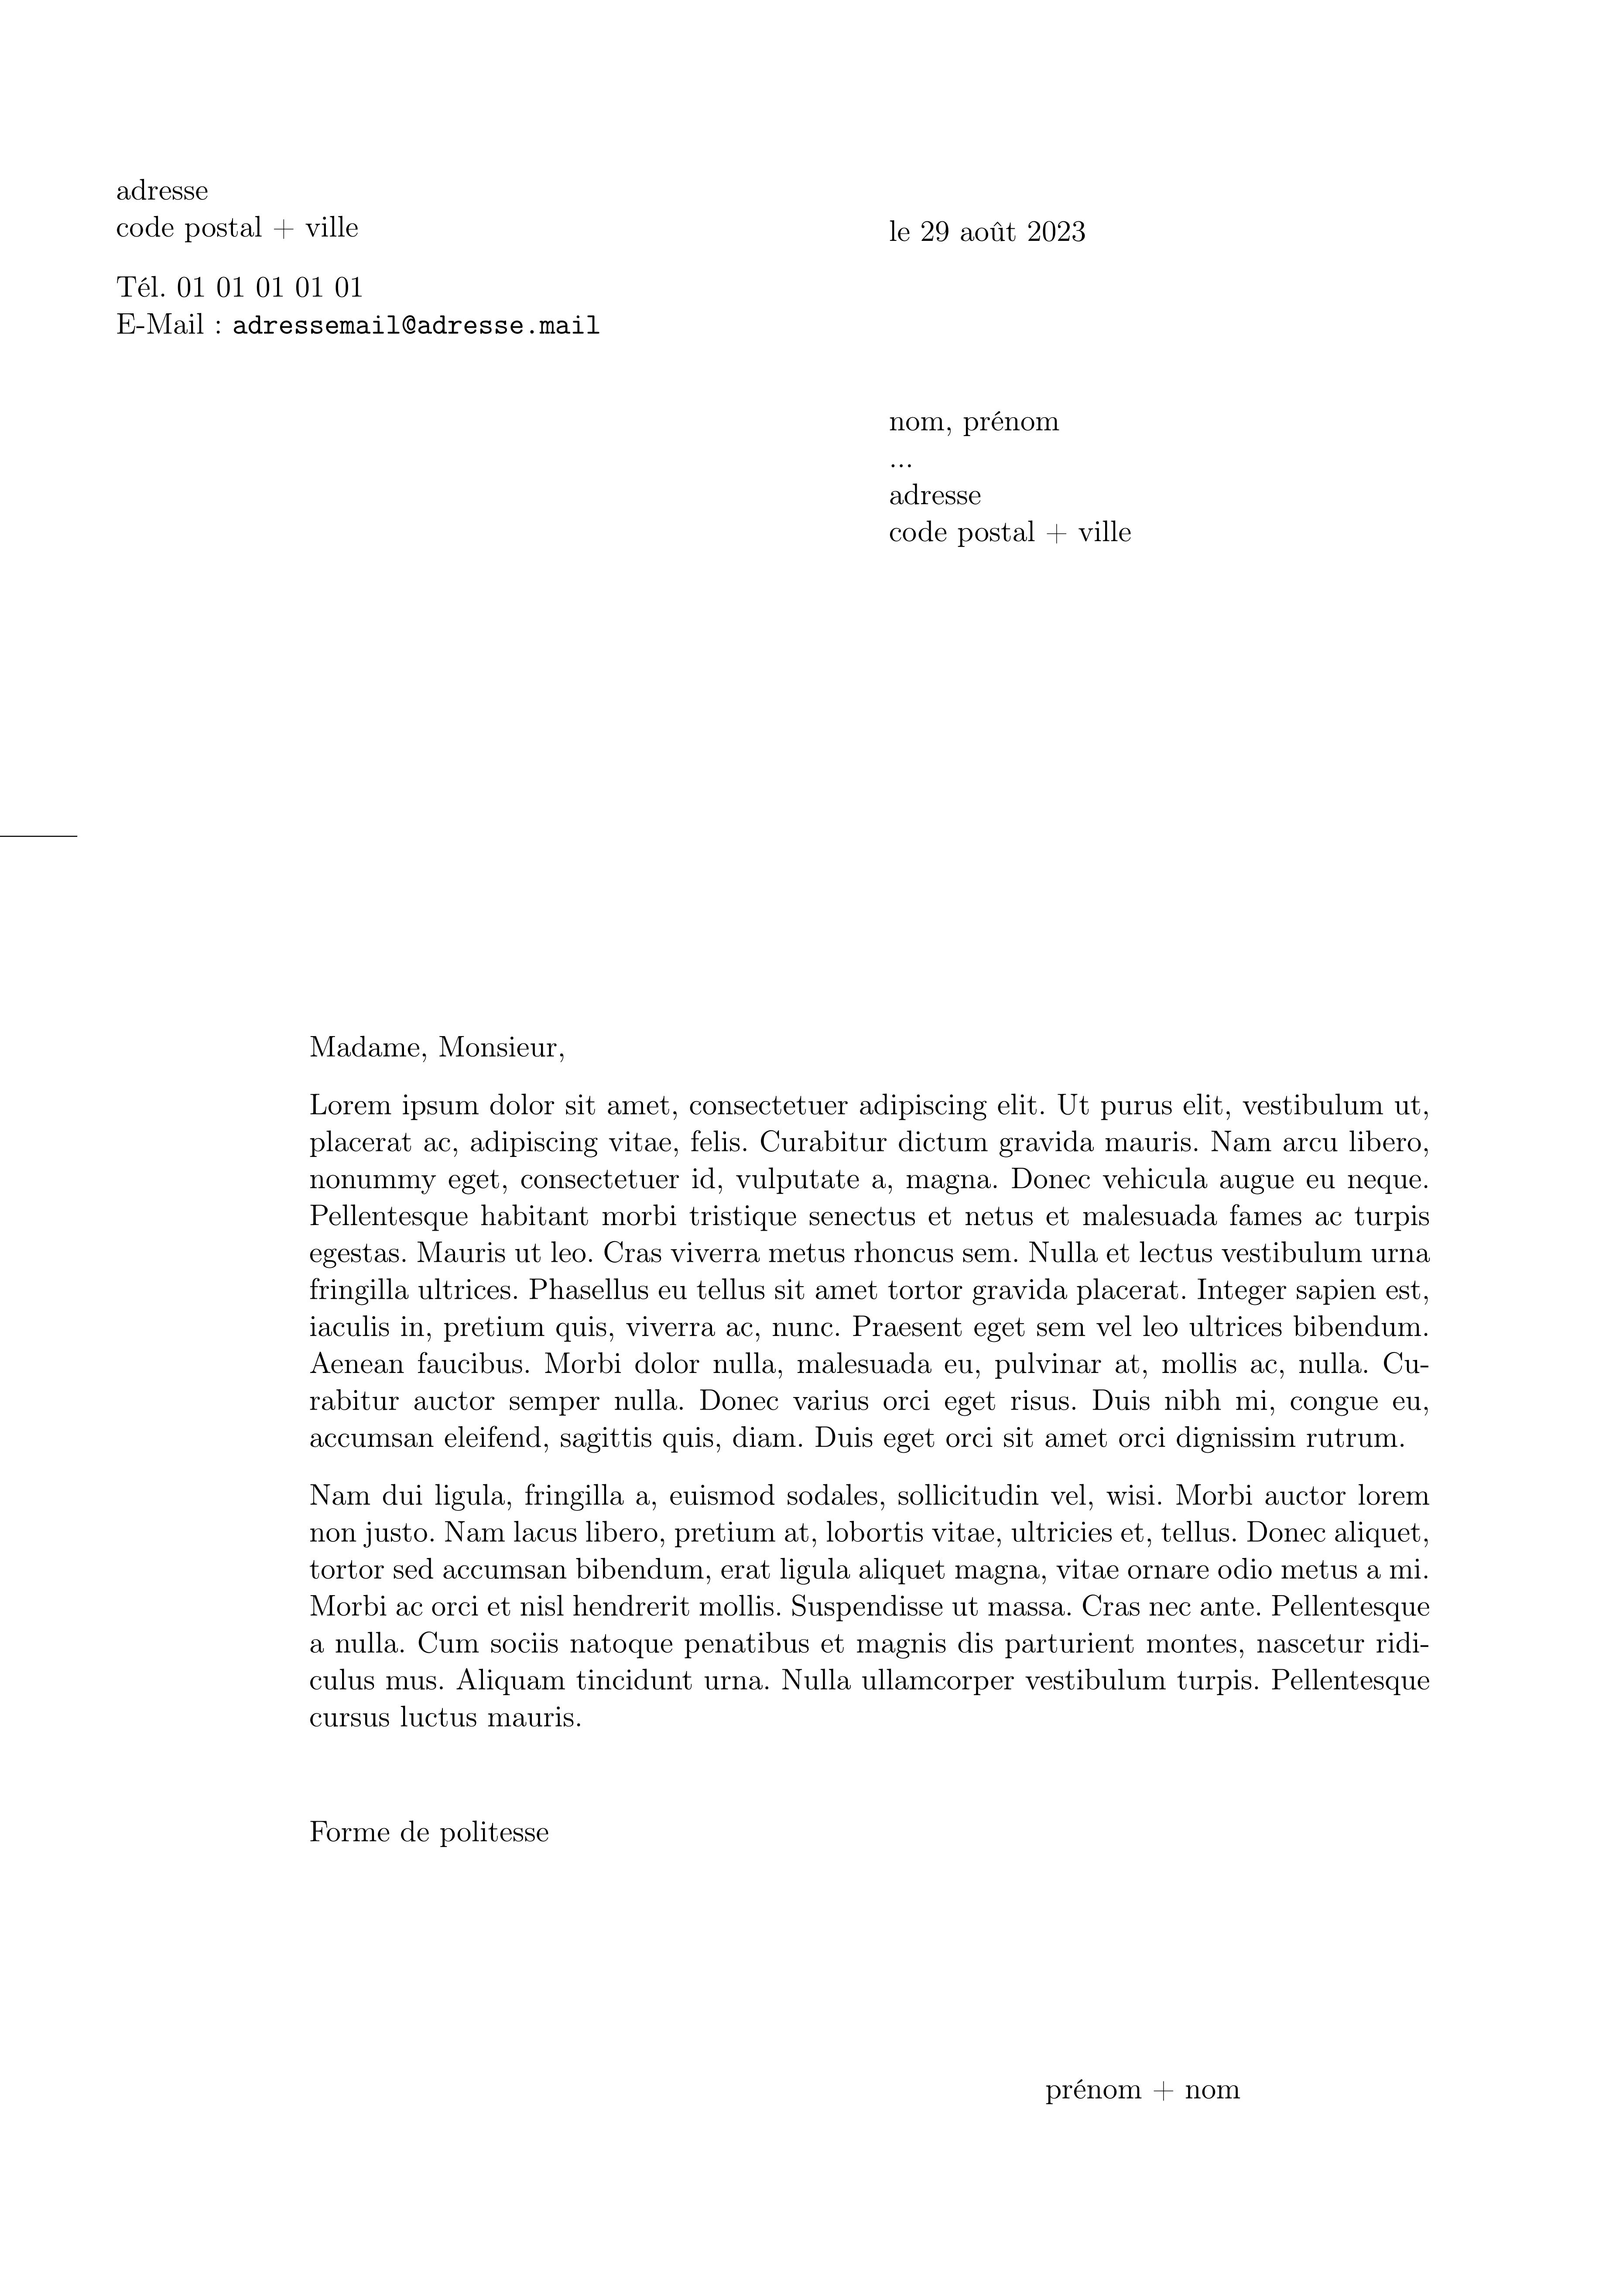 adresse
code postal + ville
le 29 août 2023
Tél. 01 01 01 01 01
E-Mail : adressemail@adresse.mail
nom, prénom
...
adresse
code postal + ville
Madame, Monsieur,
Lorem ipsum dolor sit amet, consectetuer adipiscing elit. Ut purus elit, vestibulum ut,
placerat ac, adipiscing vitae, felis. Curabitur dictum gravida mauris. Nam arcu libero,
nonummy eget, consectetuer id, vulputate a, magna. Donec vehicula augue eu neque.
Pellentesque habitant morbi tristique senectus et netus et malesuada fames ac turpis
egestas. Mauris ut leo. Cras viverra metus rhoncus sem. Nulla et lectus vestibulum urna
fringilla ultrices. Phasellus eu tellus sit amet tortor gravida placerat. Integer sapien est,
iaculis in, pretium quis, viverra ac, nunc. Praesent eget sem vel leo ultrices bibendum.
Aenean faucibus. Morbi dolor nulla, malesuada eu, pulvinar at, mollis ac, nulla. Cu-
rabitur auctor semper nulla. Donec varius orci eget risus. Duis nibh mi, congue eu,
accumsan eleifend, sagittis quis, diam. Duis eget orci sit amet orci dignissim rutrum.
Nam dui ligula, fringilla a, euismod sodales, sollicitudin vel, wisi. Morbi auctor lorem
non justo. Nam lacus libero, pretium at, lobortis vitae, ultricies et, tellus. Donec aliquet,
tortor sed accumsan bibendum, erat ligula aliquet magna, vitae ornare odio metus a mi.
Morbi ac orci et nisl hendrerit mollis. Suspendisse ut massa. Cras nec ante. Pellentesque
a nulla. Cum sociis natoque penatibus et magnis dis parturient montes, nascetur ridi-
culus mus. Aliquam tincidunt urna. Nulla ullamcorper vestibulum turpis. Pellentesque
cursus luctus mauris.
Forme de politesse
prénom + nom